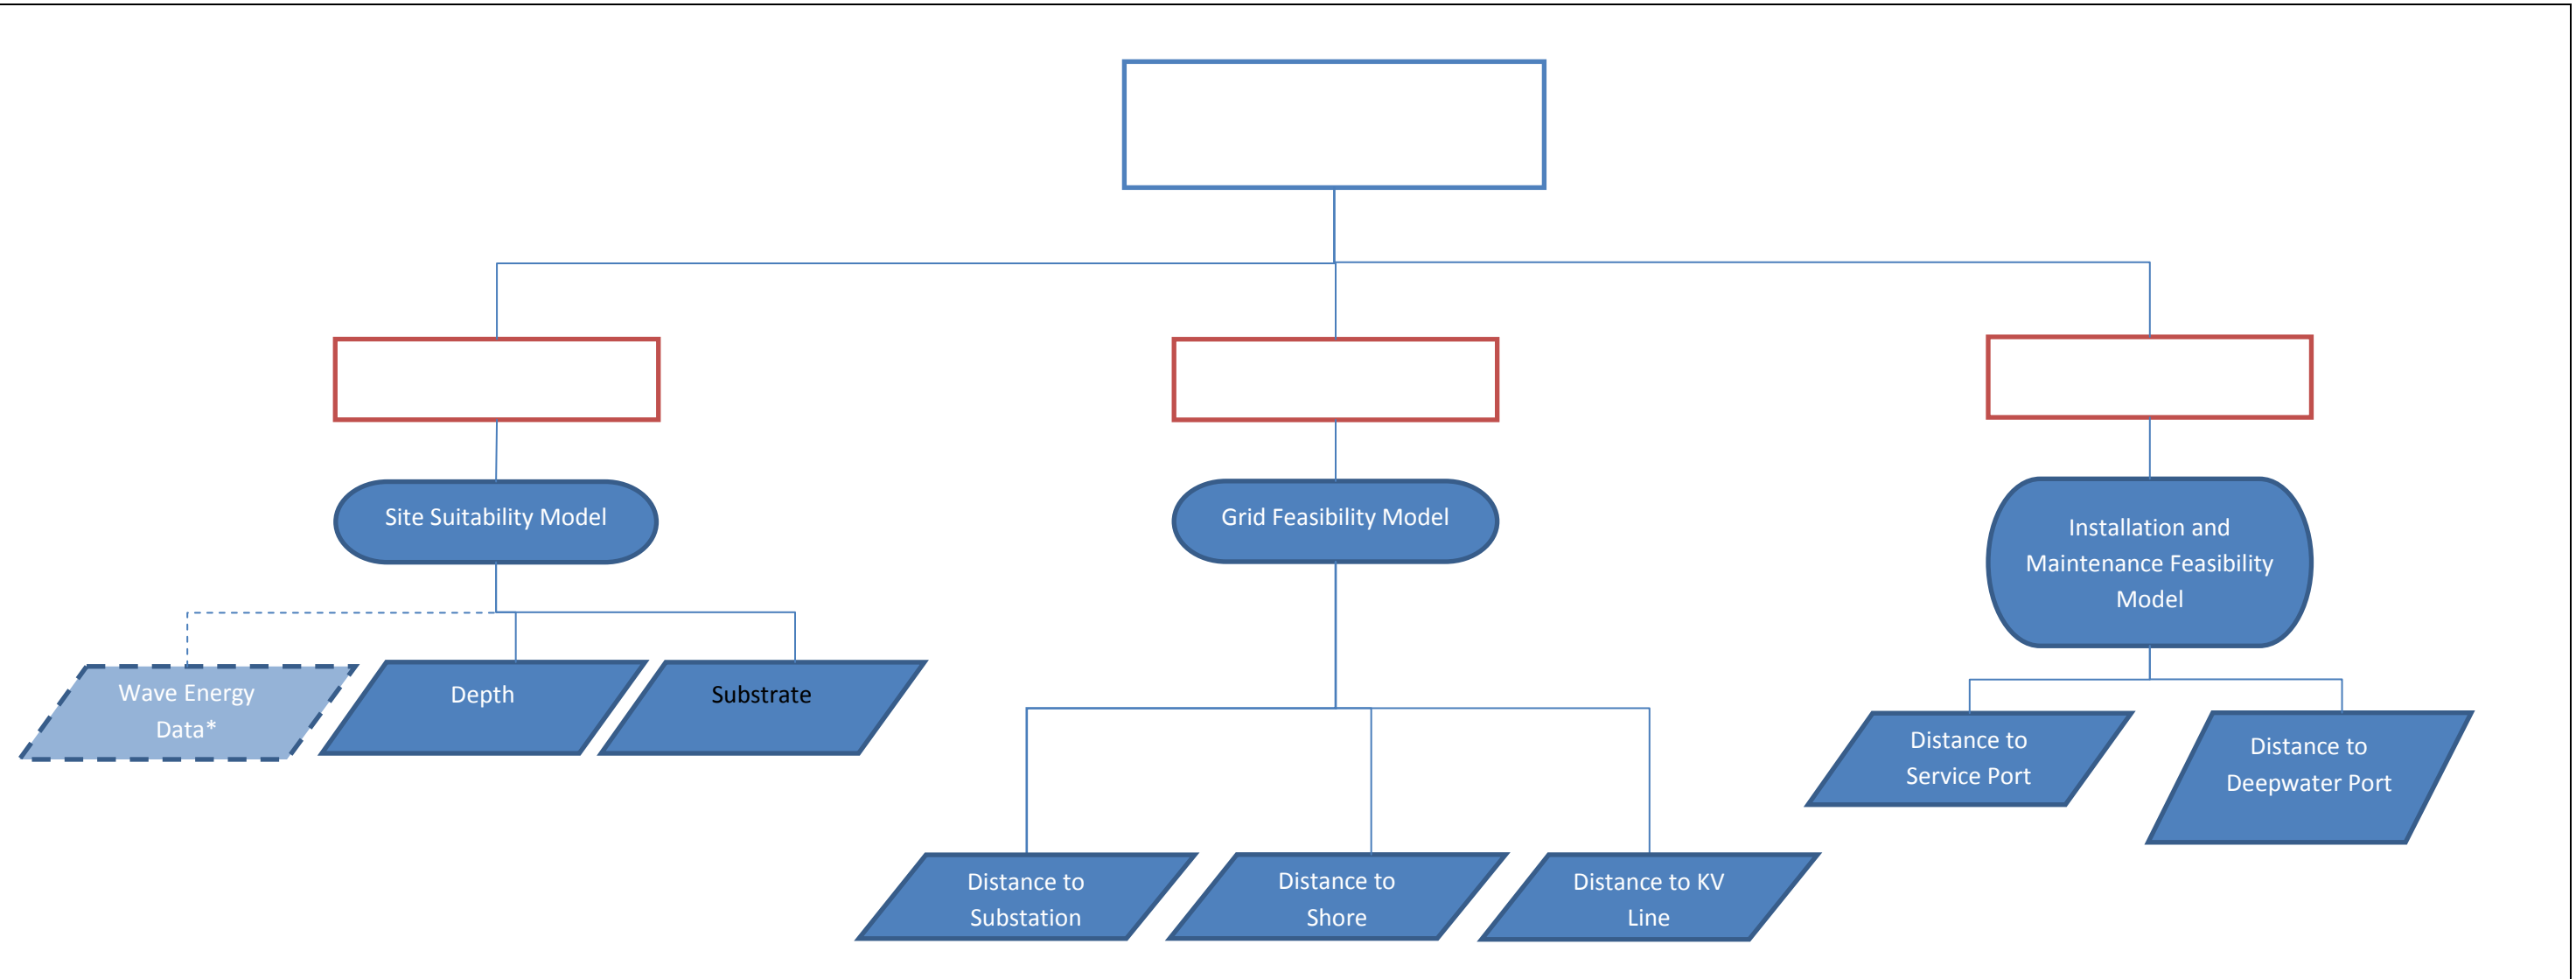 Site Suitability Model
Grid Feasibility Model
Installation and
Maintenance Feasibility
Model
Wave Energy
Data*
Depth
Substrate
Distance to
Service Port
Distance to
Deepwater Port
Distance to
Substation
Distance to
Shore
Distance to KV
Line